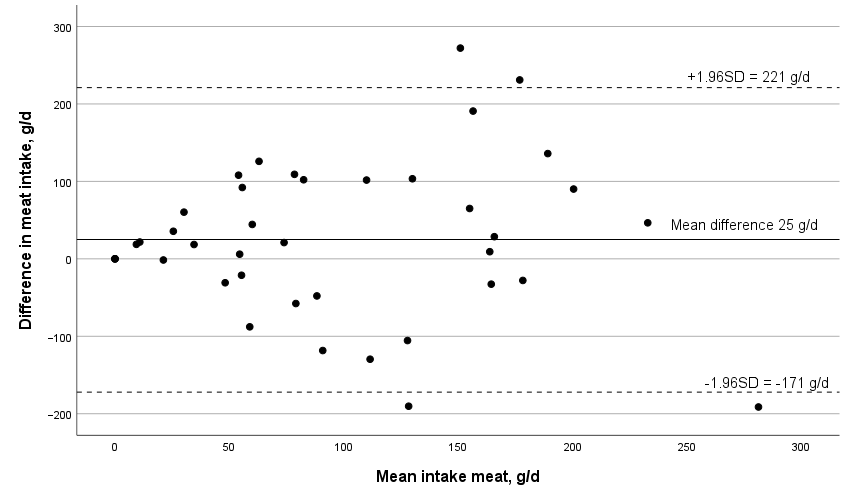 300
+1.96SD = 221 g/d
200
100
Mean difference 25 g/d
0
−100
-1.96SD = -171 g/d
−200
Difference in meat intake, g/d
0 50 100 150 200 250 300
Mean intake meat, g/d